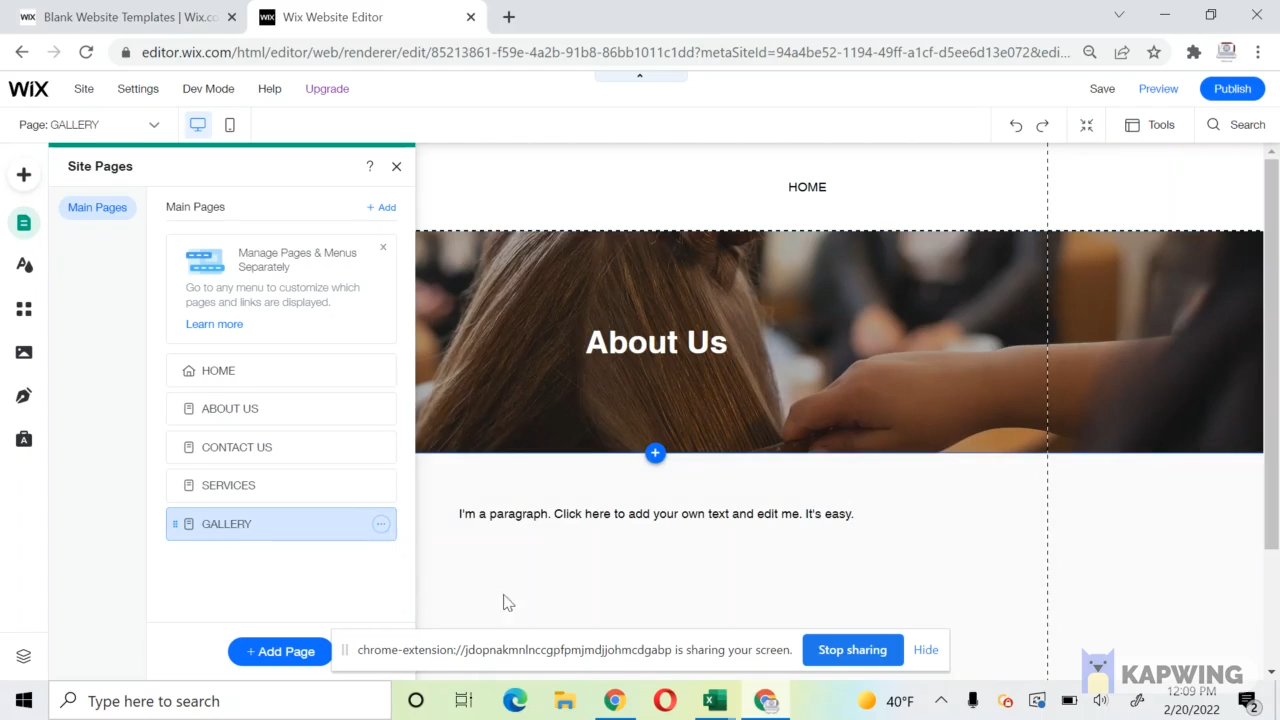 Blank Website Templates | Wix.co
Wix Website Editor
editor.wix.com/html/editor/web/renderer/edit/85213861-f59e-4a2b-91b8-86bb1011c1dd?metaSiteId=94a4be52-1194-49ff-a1cf-d5ee6d13e072&edi...
WiX Site Settings Dev Mode Help Upgrade Save Preview Publish
Page: GALLERY Tools Search
Site Pages ?
Main Pages
Main Pages + Add
Manage Pages & Menus
Separately
Go to any menu to customize which
pages and links are displayed.
Learn more
HOME
ABOUT US
CONTACT US
SERVICES
GALLERY
+ Add Page
HOME
About Us
I'm a paragraph. Click here to add your own text and edit me. It's easy.
chrome-extension://jdopnakmnlnccgpfpmjmdjjohmcdgabp is sharing your screen. Stop sharing Hide
KAPWING
Type here to search
40°F
12:09 PM
2/20/2022
2